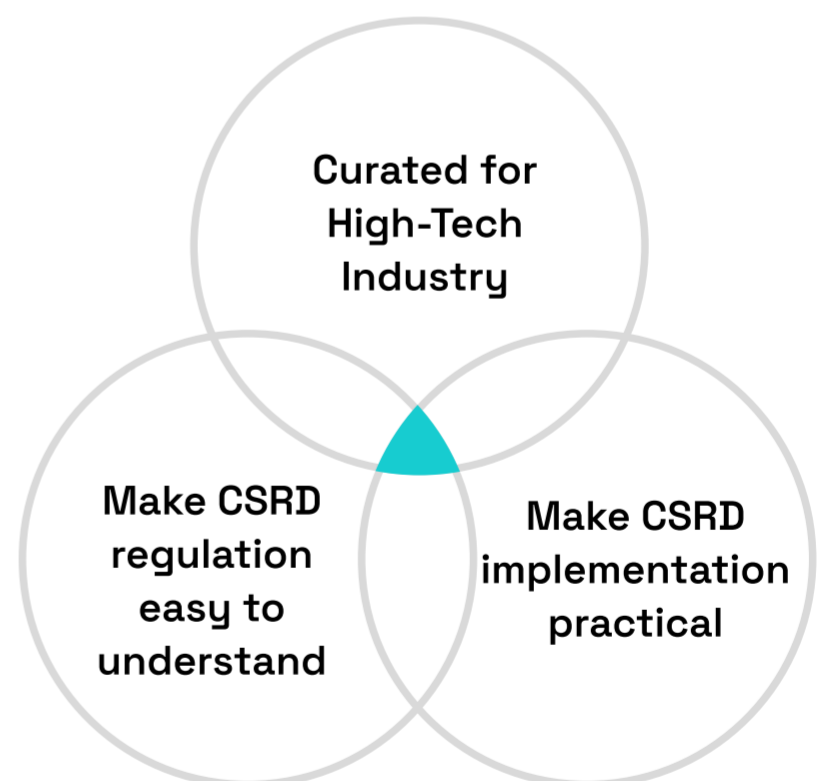 Curated for
High-Tech
Industry
Make CSRD
regulation
easy to
understand
Make CSRD
implementation
practical